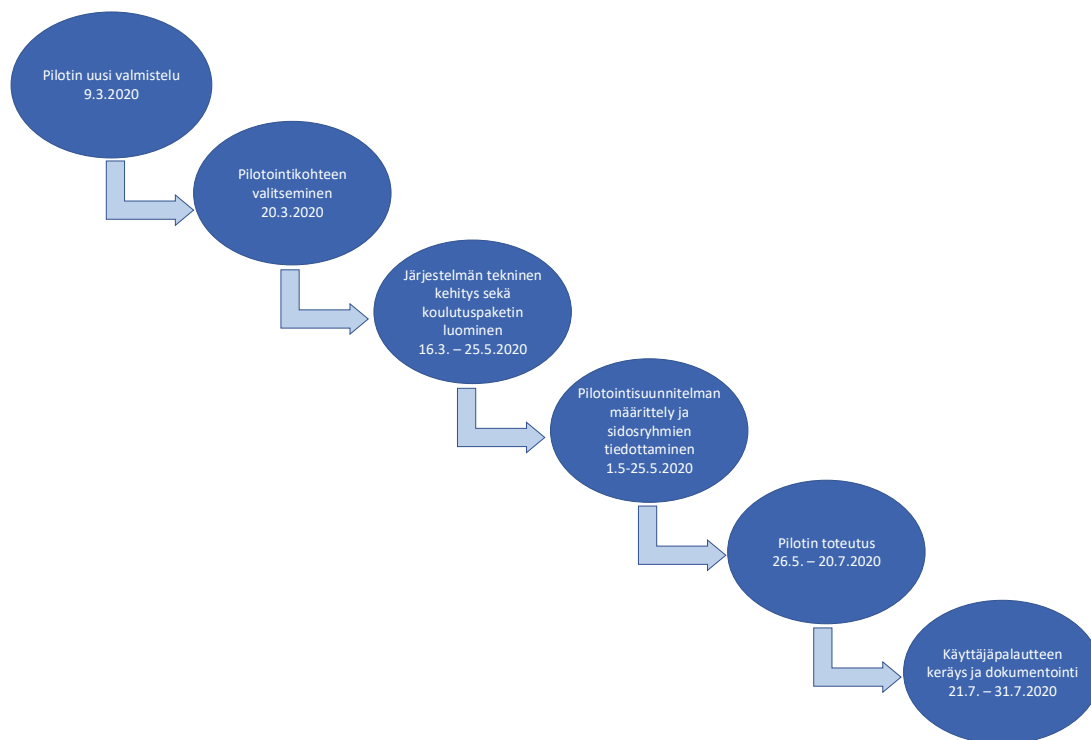 Pilotin uusi valmistelu
9.3.2020
Pilotointikohteen
valitseminen
20.3.2020
Järjestelmän tekninen
kehitys sekä
koulutuspaketin
luominen
16.3. – 25.5.2020
Pilotointisuunnitelman
määrittely ja
sidosryhmien
tiedottaminen
1.5-25.5.2020
Pilotin toteutus
26.5. – 20.7.2020
Käyttäjäpalautteen
keräys ja dokumentointi
21.7. – 31.7.2020